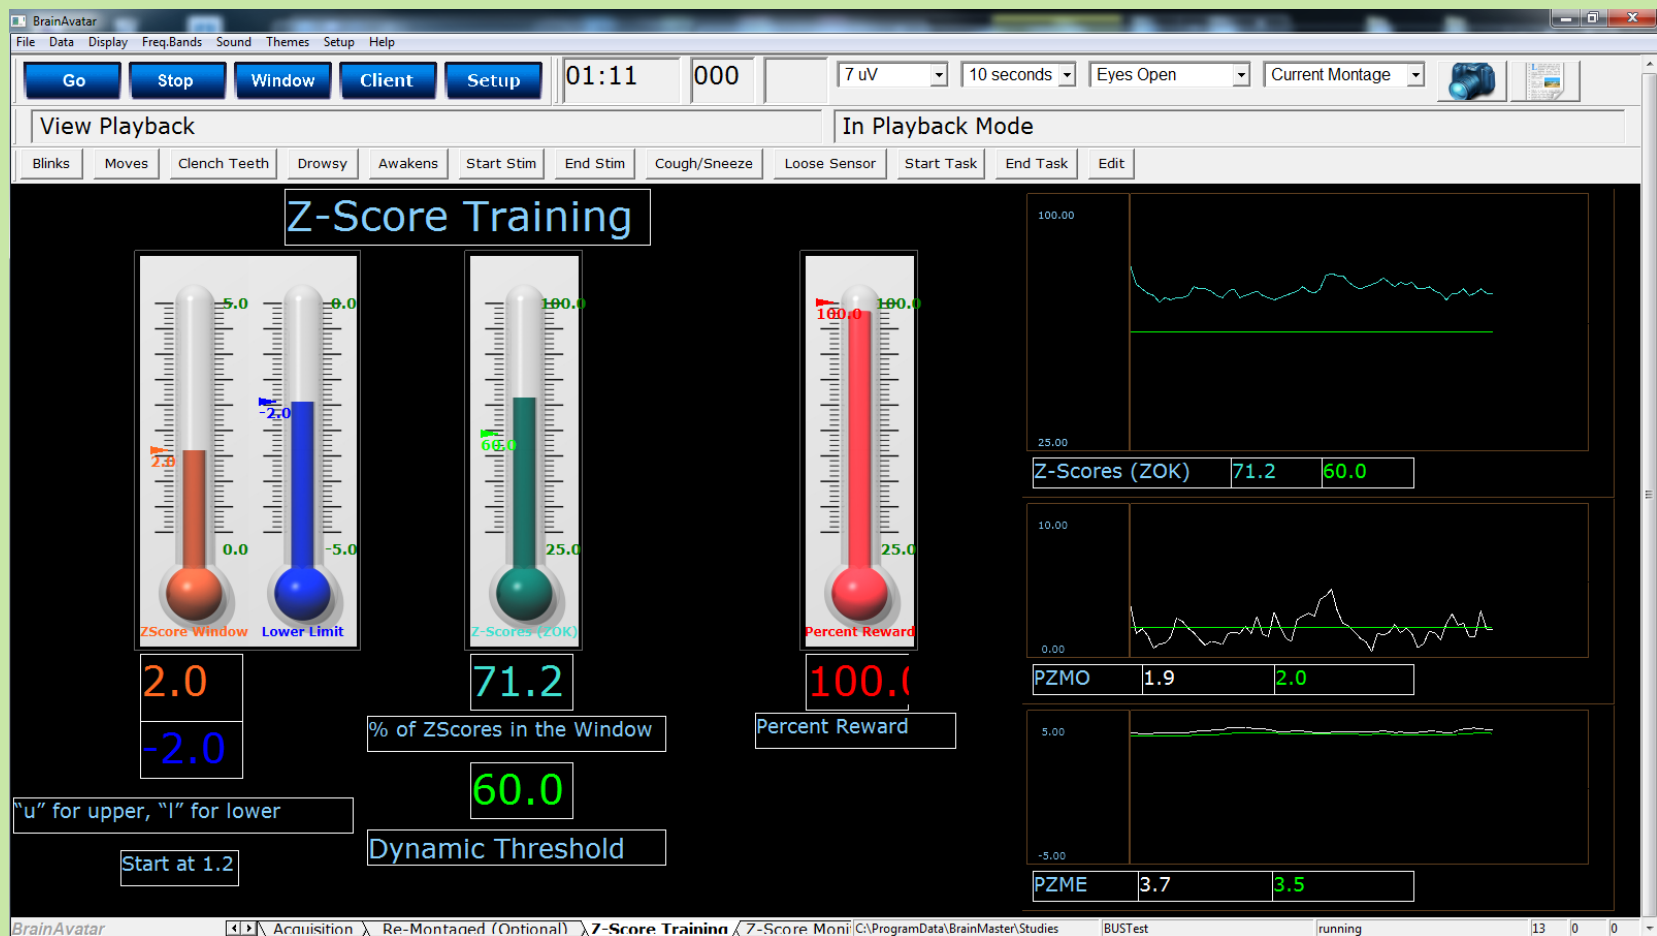 BrainAvatar
File Data Display Freq.Bands Sound Themes Setup Help
Go Stop Window Client Setup 01:11 000 7 uV 10 seconds Eyes Open Current Montage
View Playback In Playback Mode
Blinks Moves Clench Teeth Drowsy Awakens Start Stim End Stim Cough/Sneeze Loose Sensor Start Task End Task Edit
Z-Score Training
5.0 0.0 100.0 100.0 100.0
-2.0
60.0
2.0
0.0 -5.0 25.0 25.0
ZScore Window Lower Limit Z-Scores (ZOK) Percent Reward
2.0 71.2 100.0
-2.0 % of ZScores in the Window Percent Reward
60.0
"u" for upper, "l" for lower
Dynamic Threshold
Start at 1.2
100.00
25.00
Z-Scores (ZOK) 71.2 60.0
10.00
0.00
PZMO 1.9 2.0
5.00
-5.00
PZME 3.7 3.5
BrainAvatar Acquisition Re-Montaged (Optional) Z-Score Training Z-Score Moni C:\ProgramData\BrainMaster\Studies BUSTest running 13 0 0